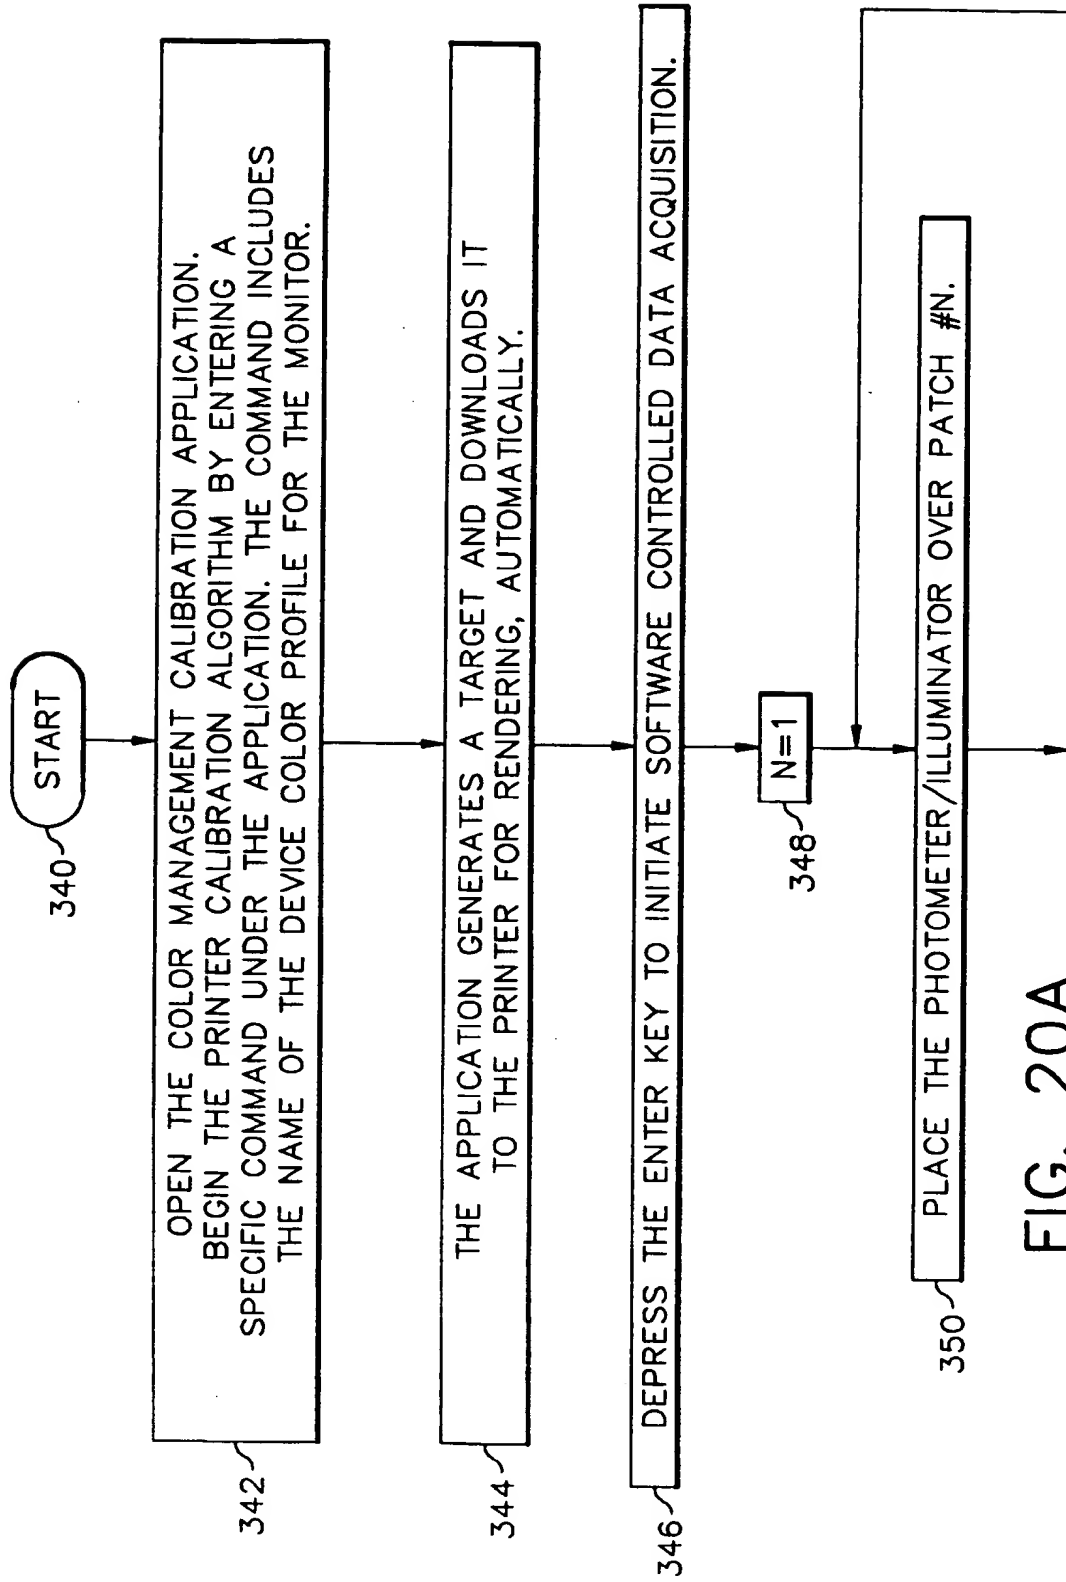 START
340
OPEN THE COLOR MANAGEMENT CALIBRATION APPLICATION.
BEGIN THE PRINTER CALIBRATION ALGORITHM BY ENTERING A
SPECIFIC COMMAND UNDER THE APPLICATION. THE COMMAND INCLUDES
THE NAME OF THE DEVICE COLOR PROFILE FOR THE MONITOR.
342
THE APPLICATION GENERATES A TARGET AND DOWNLOADS IT
TO THE PRINTER FOR RENDERING, AUTOMATICALLY.
344
DEPRESS THE ENTER KEY TO INITIATE SOFTWARE CONTROLLED DATA ACQUISITION.
346
N=1
348
PLACE THE PHOTOMETER/ILLUMINATOR OVER PATCH #N.
350
FIG. 20A